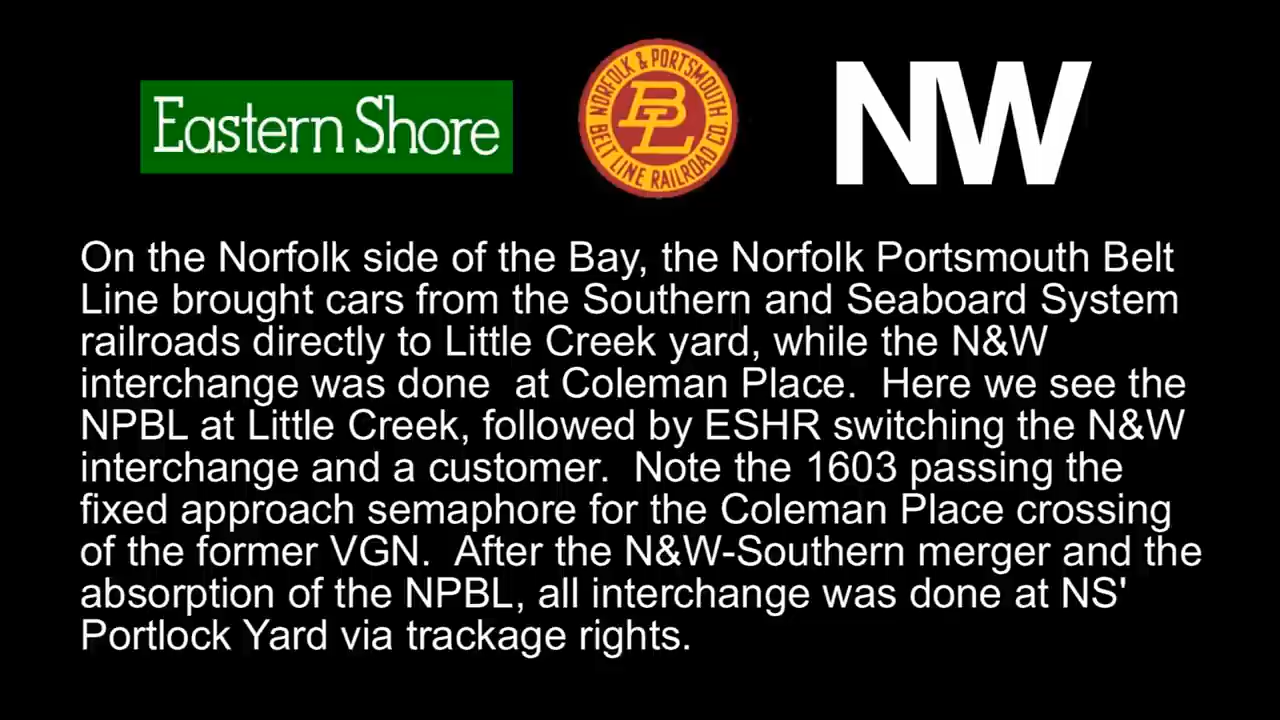 Eastern Shore
NORFOLK & PORTSMOUTH
BL
BELT LINE RAILROAD CO.
NW
On the Norfolk side of the Bay, the Norfolk Portsmouth Belt
Line brought cars from the Southern and Seaboard System
railroads directly to Little Creek yard, while the N&W
interchange was done  at Coleman Place.  Here we see the
NPBL at Little Creek, followed by ESHR switching the N&W
interchange and a customer.  Note the 1603 passing the
fixed approach semaphore for the Coleman Place crossing
of the former VGN.  After the N&W-Southern merger and the
absorption of the NPBL, all interchange was done at NS'
Portlock Yard via trackage rights.